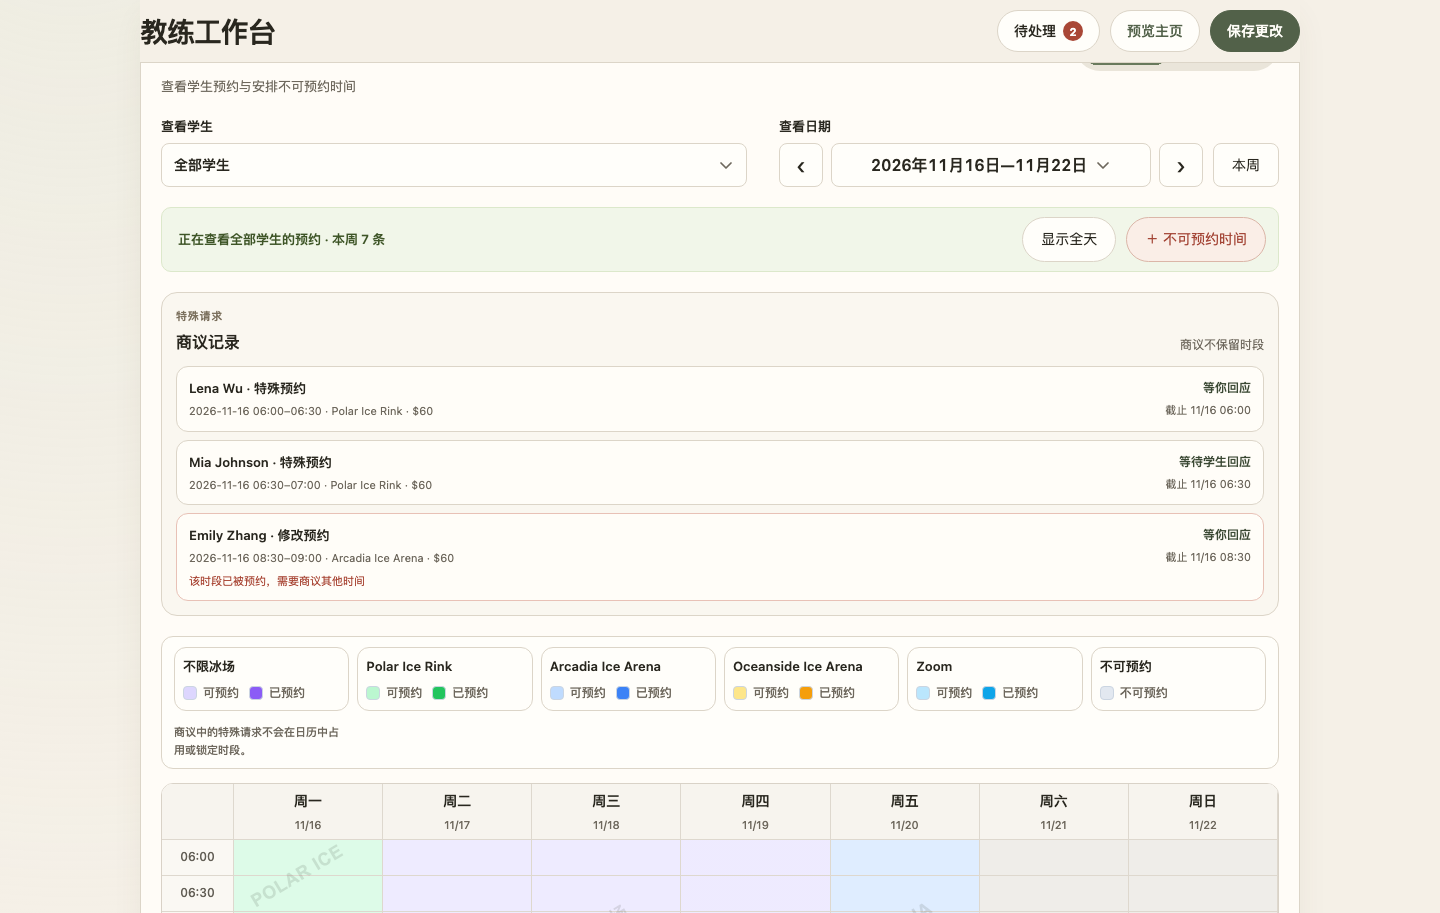 教练工作台
待处理 2
预览主页
保存更改
查看学生预约与安排不可预约时间
查看学生
查看日期
全部学生
‹
2026年11月16日—11月22日
›
本周
正在查看全部学生的预约 · 本周 7 条
显示全天
+ 不可预约时间
特殊请求
商议记录
商议不保留时段
Lena Wu · 特殊预约
等你回应
2026-11-16 06:00–06:30 · Polar Ice Rink · $60
截止 11/16 06:00
Mia Johnson · 特殊预约
等待学生回应
2026-11-16 06:30–07:00 · Polar Ice Rink · $60
截止 11/16 06:30
Emily Zhang · 修改预约
等你回应
2026-11-16 08:30–09:00 · Arcadia Ice Arena · $60
截止 11/16 08:30
该时段已被预约，需要商议其他时间
不限冰场
可预约 已预约
Polar Ice Rink
可预约 已预约
Arcadia Ice Arena
可预约 已预约
Oceanside Ice Arena
可预约 已预约
Zoom
可预约 已预约
不可预约
不可预约
商议中的特殊请求不会在日历中占
用或锁定时段。
周一 周二 周三 周四 周五 周六 周日
11/16 11/17 11/18 11/19 11/20 11/21 11/22
06:00
POLAR ICE
06:30